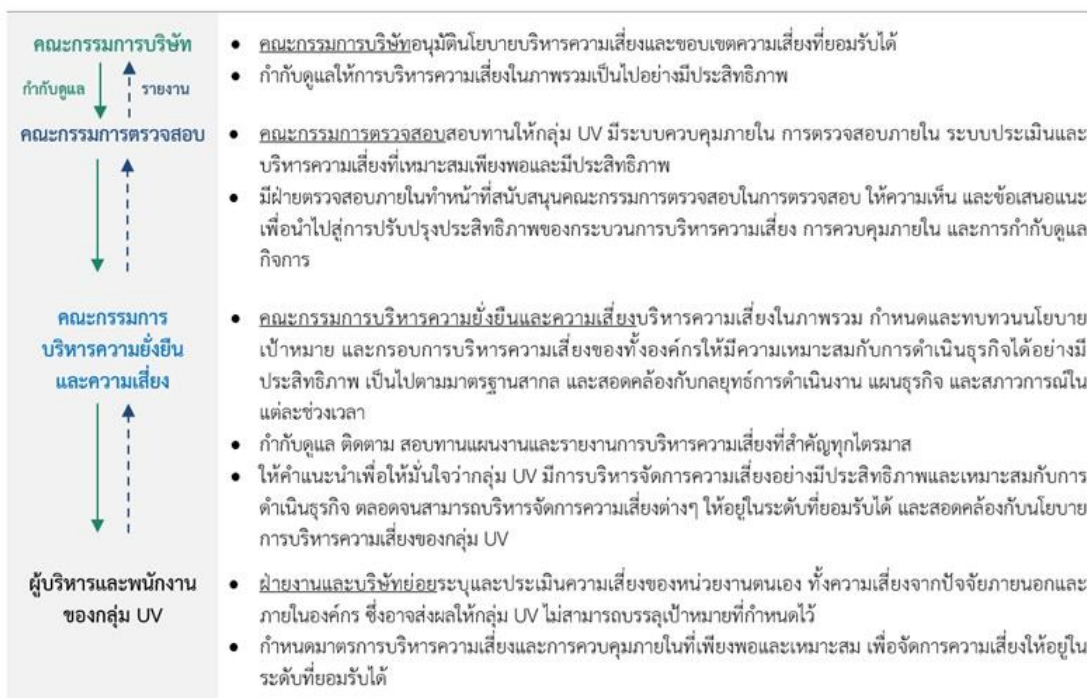 คณะกรรมการบริษัท
กำกับดูแล
รายงาน
● คณะกรรมการบริษัทอนุมัตินโยบายบริหารความเสี่ยงและขอบเขตความเสี่ยงที่ยอมรับได้
● กำกับดูแลให้การบริหารความเสี่ยงในภาพรวมเป็นไปอย่างมีประสิทธิภาพ
คณะกรรมการตรวจสอบ
● คณะกรรมการตรวจสอบสอบทานให้กลุ่ม UV มีระบบควบคุมภายใน การตรวจสอบภายใน ระบบประเมินและ
บริหารความเสี่ยงที่เหมาะสมเพียงพอและมีประสิทธิภาพ
● มีฝ่ายตรวจสอบภายในทำหน้าที่สนับสนุนคณะกรรมการตรวจสอบในการตรวจสอบ ให้ความเห็น และข้อเสนอแนะ
เพื่อนำไปสู่การปรับปรุงประสิทธิภาพของกระบวนการบริหารความเสี่ยง การควบคุมภายใน และการกำกับดูแล
กิจการ
คณะกรรมการ
บริหารความยั่งยืน
และความเสี่ยง
● คณะกรรมการบริหารความยั่งยืนและความเสี่ยงบริหารความเสี่ยงในภาพรวม กำหนดและทบทวนนโยบาย
เป้าหมาย และกรอบการบริหารความเสี่ยงของทั้งองค์กรให้มีความเหมาะสมกับการดำเนินธุรกิจได้อย่างมี
ประสิทธิภาพ เป็นไปตามมาตรฐานสากล และสอดคล้องกับกลยุทธ์การดำเนินงาน แผนธุรกิจ และสภาวการณ์ใน
แต่ละช่วงเวลา
● กำกับดูแล ติดตาม สอบทานแผนงานและรายงานการบริหารความเสี่ยงที่สำคัญทุกไตรมาส
● ให้คำแนะนำเพื่อให้มั่นใจว่ากลุ่ม UV มีการบริหารจัดการความเสี่ยงอย่างมีประสิทธิภาพและเหมาะสมกับการ
ดำเนินธุรกิจ ตลอดจนสามารถบริหารจัดการความเสี่ยงต่างๆ ให้อยู่ในระดับที่ยอมรับได้ และสอดคล้องกับนโยบาย
การบริหารความเสี่ยงของกลุ่ม UV
ผู้บริหารและพนักงาน
ของกลุ่ม UV
● ฝ่ายงานและบริษัทย่อยระบุและประเมินความเสี่ยงของหน่วยงานตนเอง ทั้งความเสี่ยงจากปัจจัยภายนอกและ
ภายในองค์กร ซึ่งอาจส่งผลให้กลุ่ม UV ไม่สามารถบรรลุเป้าหมายที่กำหนดไว้
● กำหนดมาตรการบริหารความเสี่ยงและการควบคุมภายในที่เพียงพอและเหมาะสม เพื่อจัดการความเสี่ยงให้อยู่ใน
ระดับที่ยอมรับได้